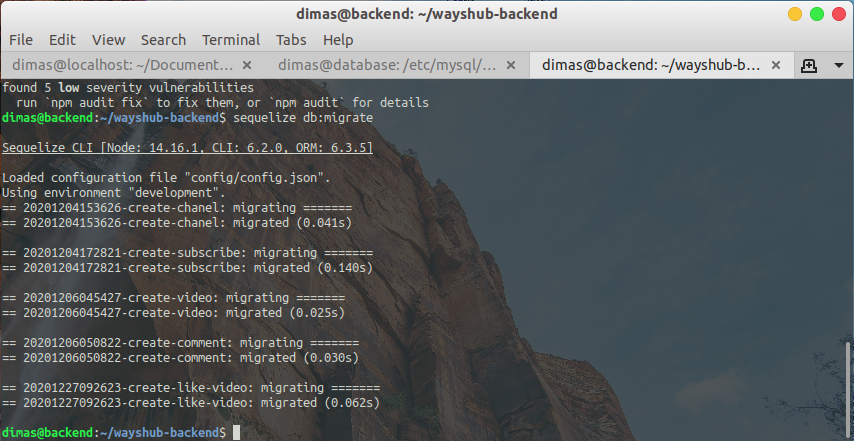 dimas@backend: ~/wayshub-backend
File Edit View Search Terminal Tabs Help
dimas@localhost: ~/Document... × dimas@database: /etc/mysql/... × dimas@backend: ~/wayshub-b... ×
found 5 low severity vulnerabilities
  run `npm audit fix` to fix them, or `npm audit` for details
dimas@backend:~/wayshub-backend$ sequelize db:migrate
Sequelize CLI [Node: 14.16.1, CLI: 6.2.0, ORM: 6.3.5]
Loaded configuration file "config/config.json".
Using environment "development".
== 20201204153626-create-chanel: migrating =======
== 20201204153626-create-chanel: migrated (0.041s)
== 20201204172821-create-subscribe: migrating =======
== 20201204172821-create-subscribe: migrated (0.140s)
== 20201206045427-create-video: migrating =======
== 20201206045427-create-video: migrated (0.025s)
== 20201206050822-create-comment: migrating =======
== 20201206050822-create-comment: migrated (0.030s)
== 20201227092623-create-like-video: migrating =======
== 20201227092623-create-like-video: migrated (0.062s)
dimas@backend:~/wayshub-backend$